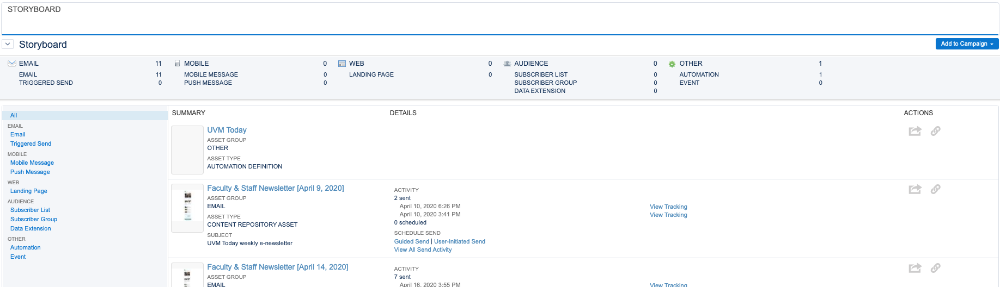 STORYBOARD
Storyboard
Add to Campaign
EMAIL 11
EMAIL 11
TRIGGERED SEND 0
MOBILE 0
MOBILE MESSAGE 0
PUSH MESSAGE 0
WEB 0
LANDING PAGE 0
AUDIENCE 0
SUBSCRIBER LIST 0
SUBSCRIBER GROUP 0
DATA EXTENSION 0
OTHER 1
AUTOMATION 1
EVENT 0
All
EMAIL
Email
Triggered Send
MOBILE
Mobile Message
Push Message
WEB
Landing Page
AUDIENCE
Subscriber List
Subscriber Group
Data Extension
OTHER
Automation
Event
SUMMARY DETAILS ACTIONS
UVM Today
ASSET GROUP
OTHER
ASSET TYPE
AUTOMATION DEFINITION
Faculty & Staff Newsletter [April 9, 2020]
ASSET GROUP
EMAIL
ASSET TYPE
CONTENT REPOSITORY ASSET
SUBJECT
UVM Today weekly e-newsletter
ACTIVITY
2 sent
April 10, 2020 6:26 PM View Tracking
April 10, 2020 3:41 PM View Tracking
0 scheduled
SCHEDULE SEND
Guided Send | User-Initiated Send
View All Send Activity
Faculty & Staff Newsletter [April 14, 2020]
ASSET GROUP
EMAIL
ACTIVITY
7 sent
April 16, 2020 3:55 PM View Tracking